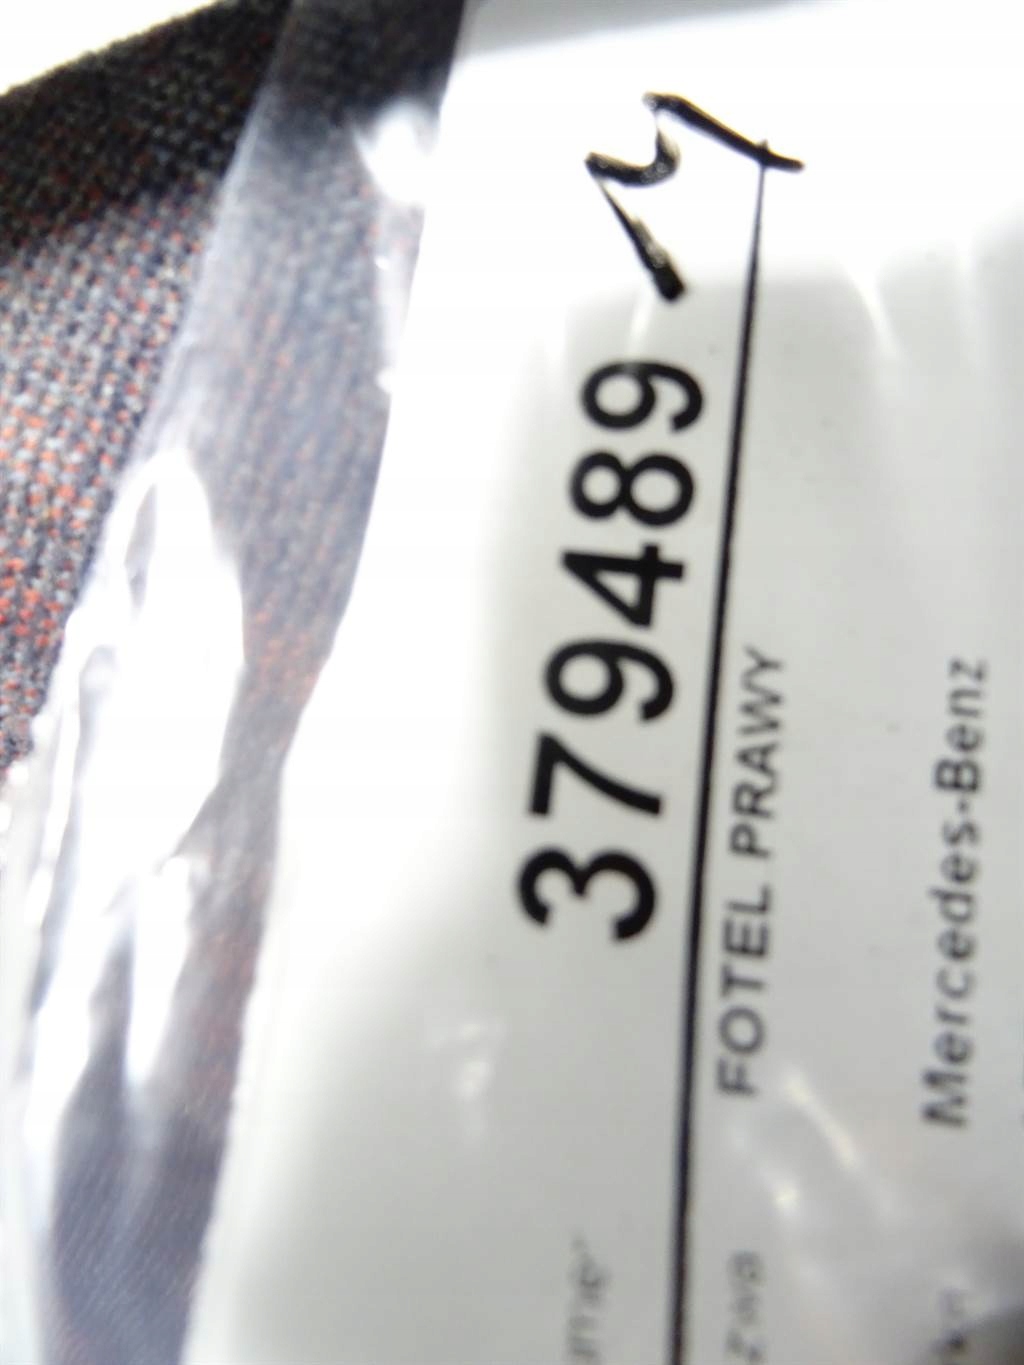 379489 M
FOTEL PRAWY
Mercedes-Benz